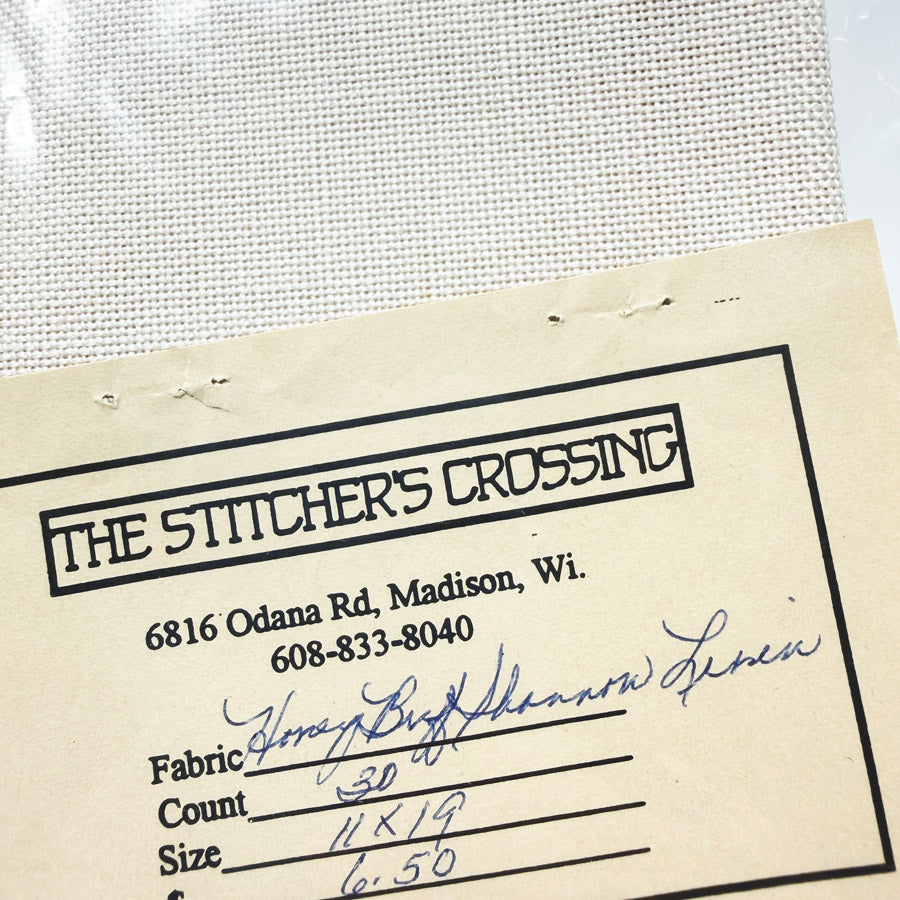 THE STITCHER'S CROSSING
6816 Odana Rd, Madison, Wi.
608-833-8040
Fabric Honey Buff Shannon Linen
Count 30
Size 11 x 19
$ 6.50